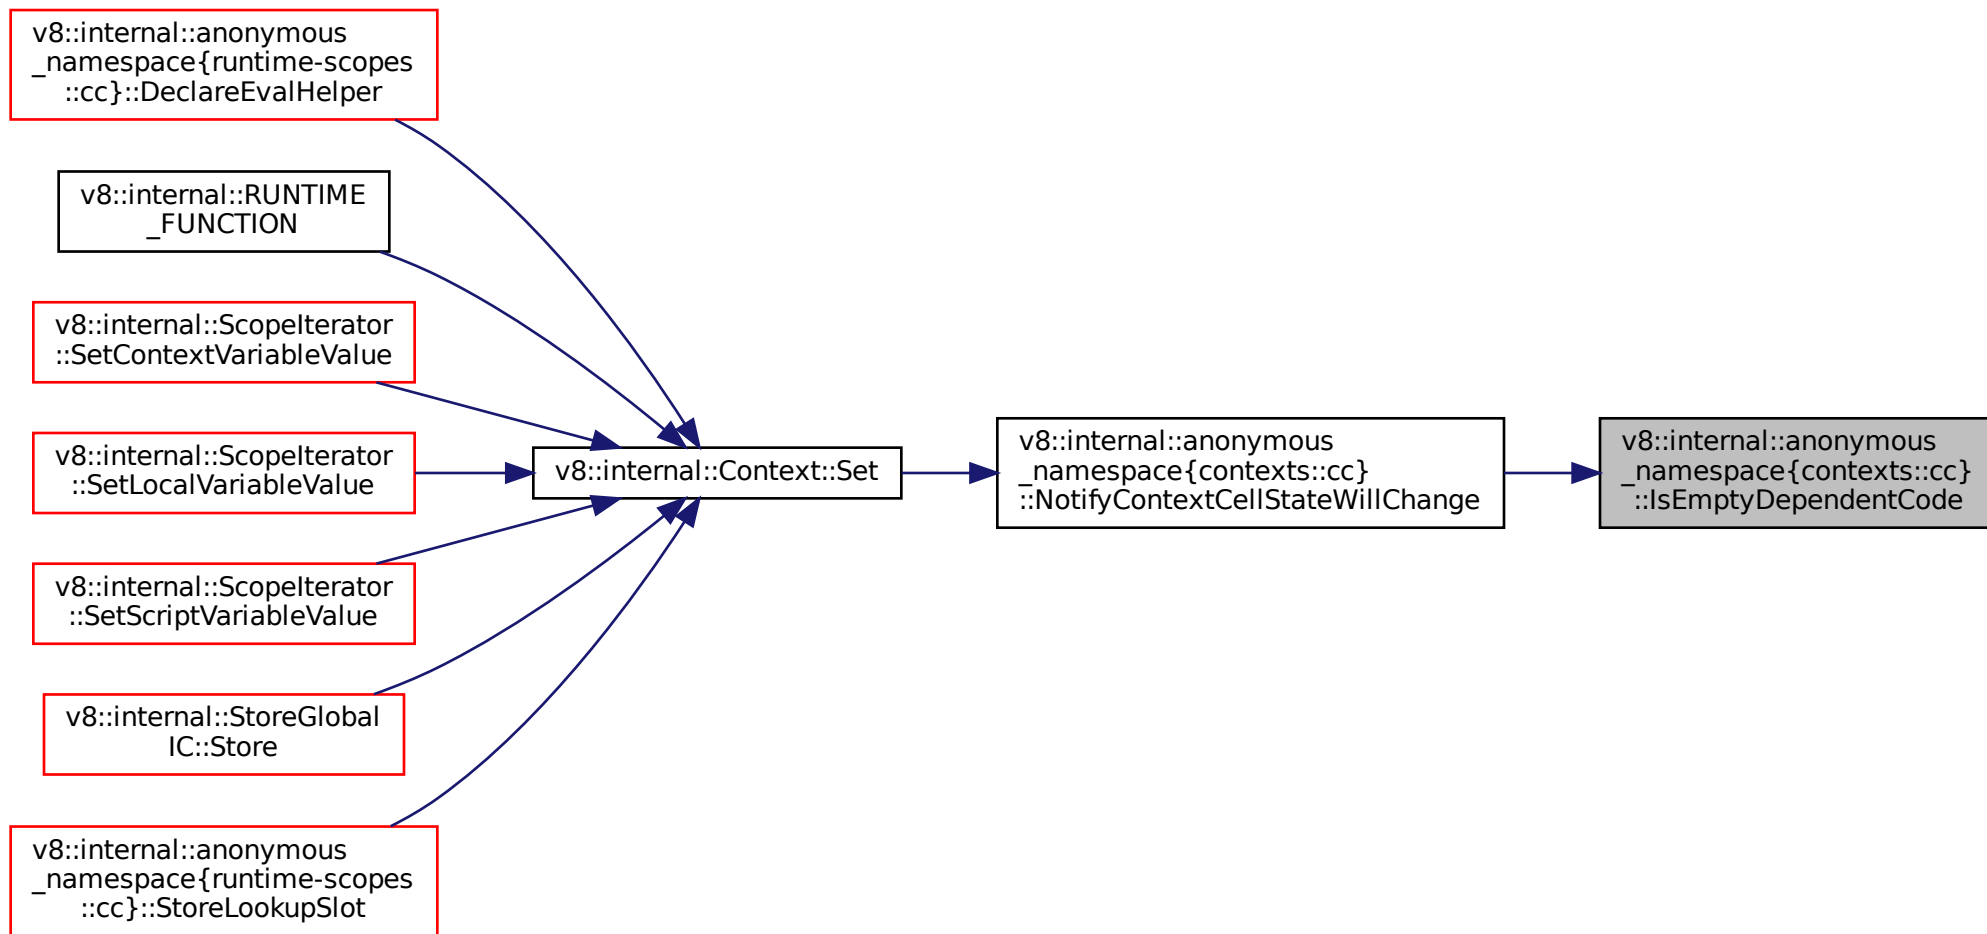 v8::internal::anonymous
_namespace{runtime-scopes
::cc}::DeclareEvalHelper
v8::internal::RUNTIME
_FUNCTION
v8::internal::ScopeIterator
::SetContextVariableValue
v8::internal::ScopeIterator
::SetLocalVariableValue
v8::internal::ScopeIterator
::SetScriptVariableValue
v8::internal::StoreGlobal
IC::Store
v8::internal::anonymous
_namespace{runtime-scopes
::cc}::StoreLookupSlot
v8::internal::Context::Set
v8::internal::anonymous
_namespace{contexts::cc}
::NotifyContextCellStateWillChange
v8::internal::anonymous
_namespace{contexts::cc}
::IsEmptyDependentCode